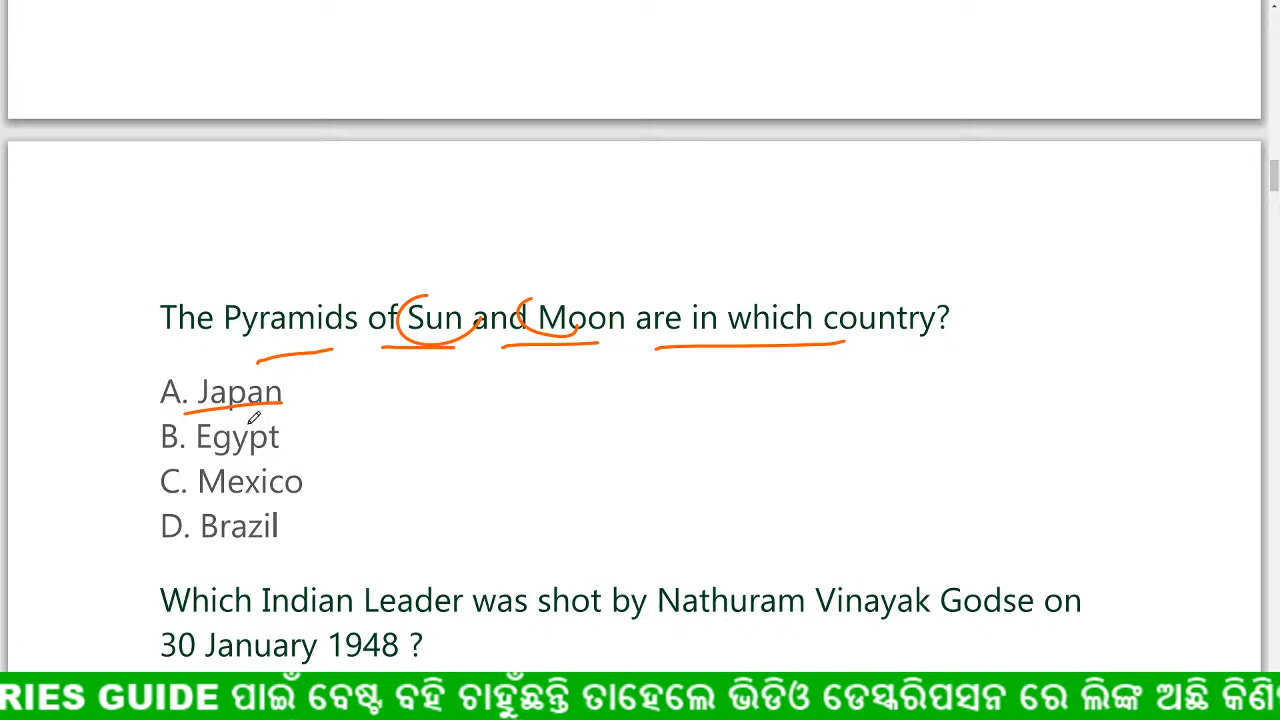 The Pyramids of Sun and Moon are in which country?
A. Japan
B. Egypt
C. Mexico
D. Brazil
Which Indian Leader was shot by Nathuram Vinayak Godse on
30 January 1948 ?
RIES GUIDE ପାଇଁ ବେଷ୍ଟ ବହି ଚାହୁଁଛନ୍ତି ତାହେଲେ ଭିଡିଓ ଡେସ୍କରିପସନ ରେ ଲିଙ୍କ ଅଛି କିଣି